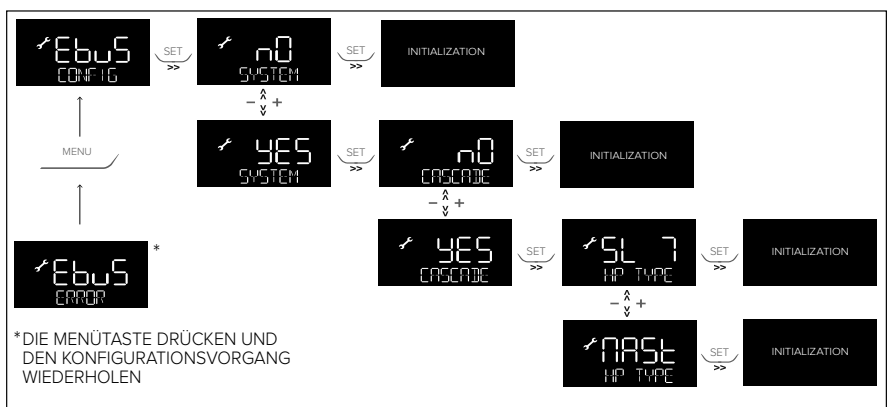 EbuS
CONFIG
SET
>>
nO
SYSTEM
SET
>>
INITIALIZATION
- +
MENU
YES
SYSTEM
SET
>>
nO
CASCADE
SET
>>
INITIALIZATION
- +
EbuS
ERROR
*
YES
CASCADE
SET
>>
SL 7
HP TYPE
SET
>>
INITIALIZATION
- +
MASt
HP TYPE
SET
>>
INITIALIZATION
* DIE MENÜTASTE DRÜCKEN UND
DEN KONFIGURATIONSVORGANG
WIEDERHOLEN